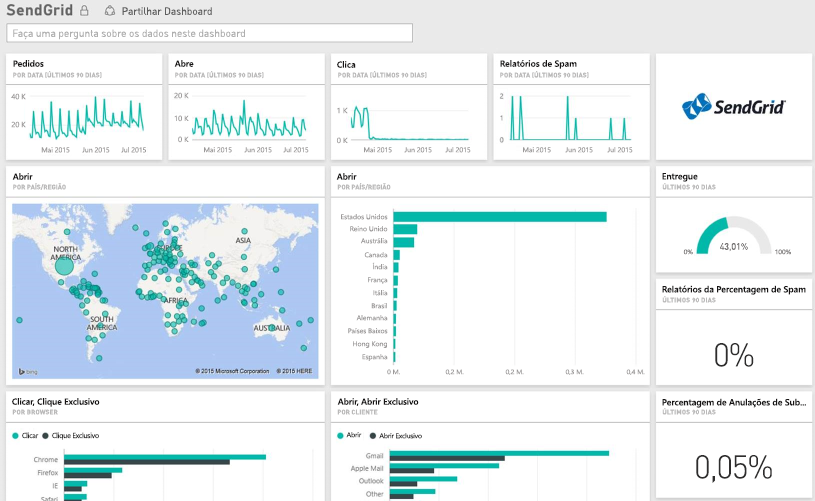 SendGrid
Partilhar Dashboard
Faça uma pergunta sobre os dados neste dashboard
Pedidos
POR DATA [ÚLTIMOS 90 DIAS]
40 K
20 K
Mai 2015 Jun 2015 Jul 2015
Abre
POR DATA [ÚLTIMOS 90 DIAS]
20 K
10 K
0 K
Mai 2015 Jun 2015 Jul 2015
Clica
POR DATA [ÚLTIMOS 90 DIAS]
1 K
0 K
Mai 2015 Jun 2015 Jul 2015
Relatórios de Spam
POR DATA [ÚLTIMOS 90 DIAS]
2
1
0
Mai 2015 Jun 2015 Jul 2015
SendGrid
Abrir
POR PAÍS/REGIÃO
NORTH
AMERICA
EUROPE
ASIA
AFRICA
SOUTH
AMERICA
AUSTRALIA
bing
© 2015 Microsoft Corporation © 2015 HERE
Abrir
POR PAÍS/REGIÃO
Estados Unidos
Reino Unido
Austrália
Canada
Índia
França
Itália
Brasil
Alemanha
Países Baixos
Hong Kong
Espanha
0 M. 0,2 M. 0,2 M. 0,3 M. 0,4 M.
Entregue
ÚLTIMOS 90 DIAS
0% 43,01% 100%
Relatórios da Percentagem de Spam
ÚLTIMOS 90 DIAS
0%
Clicar, Clique Exclusivo
POR BROWSER
Clicar Clique Exclusivo
Chrome
Firefox
IE
Safari
Abrir, Abrir Exclusivo
POR CLIENTE
Abrir Abrir Exclusivo
Gmail
Apple Mail
Outlook
Other
Percentagem de Anulações de Sub...
ÚLTIMOS 90 DIAS
0,05%